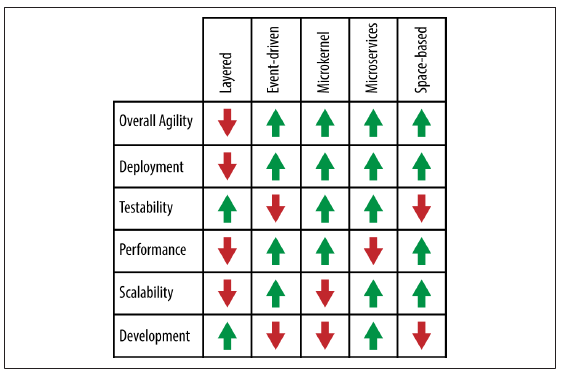 Layered
Event-driven
Microkernel
Microservices
Space-based
Overall Agility
Deployment
Testability
Performance
Scalability
Development